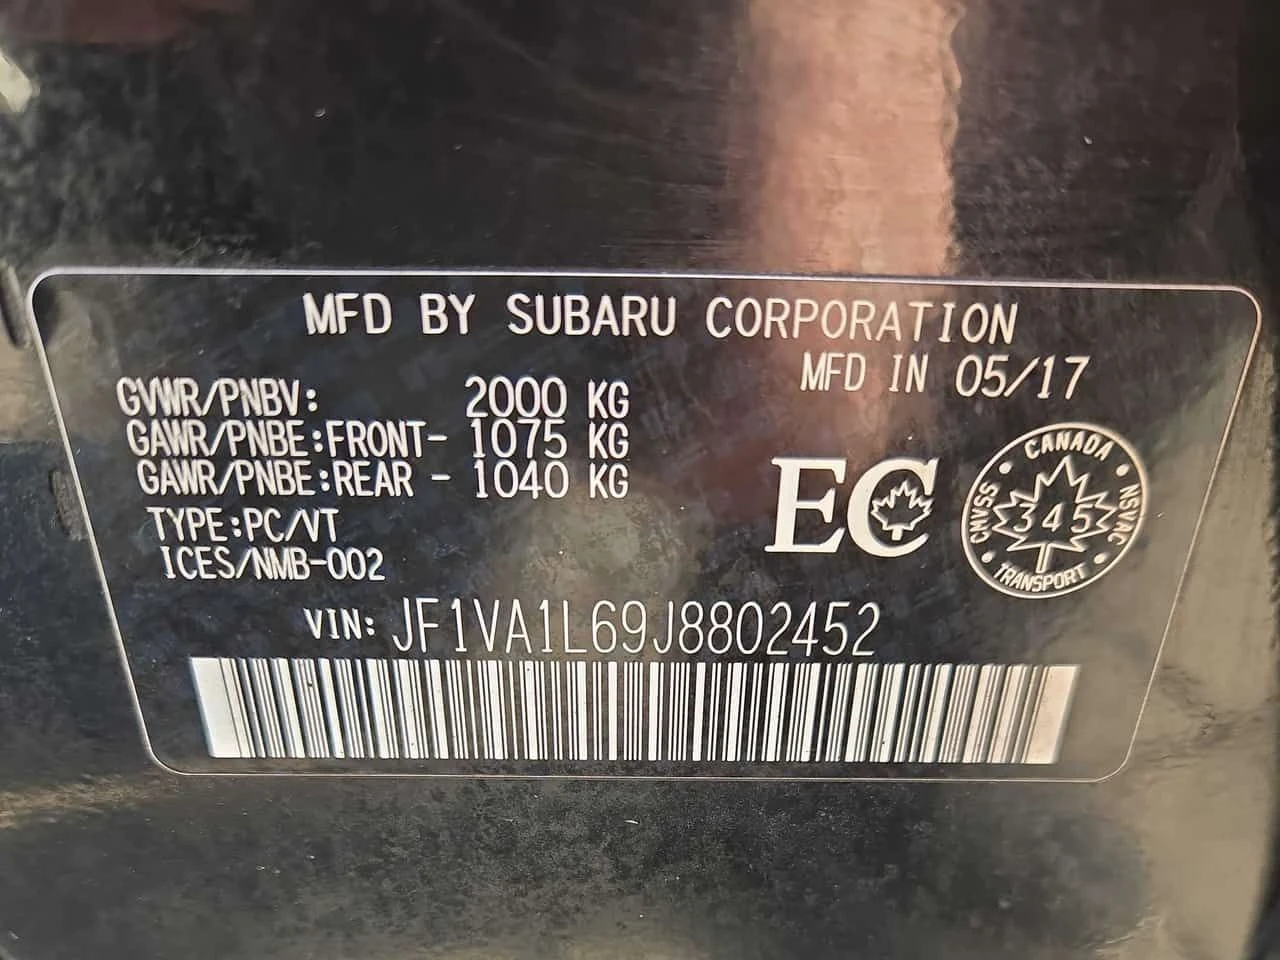 MFD BY SUBARU CORPORATION
MFD IN 05/17
GVWR/PNBV: 2000 KG
GAWR/PNBE:FRONT- 1075 KG
GAWR/PNBE:REAR - 1040 KG
TYPE:PC/VT
ICES/NMB-002
EC
CANADA
CMVSS 345 NSVAC
TRANSPORT
VIN: JF1VA1L69J8802452